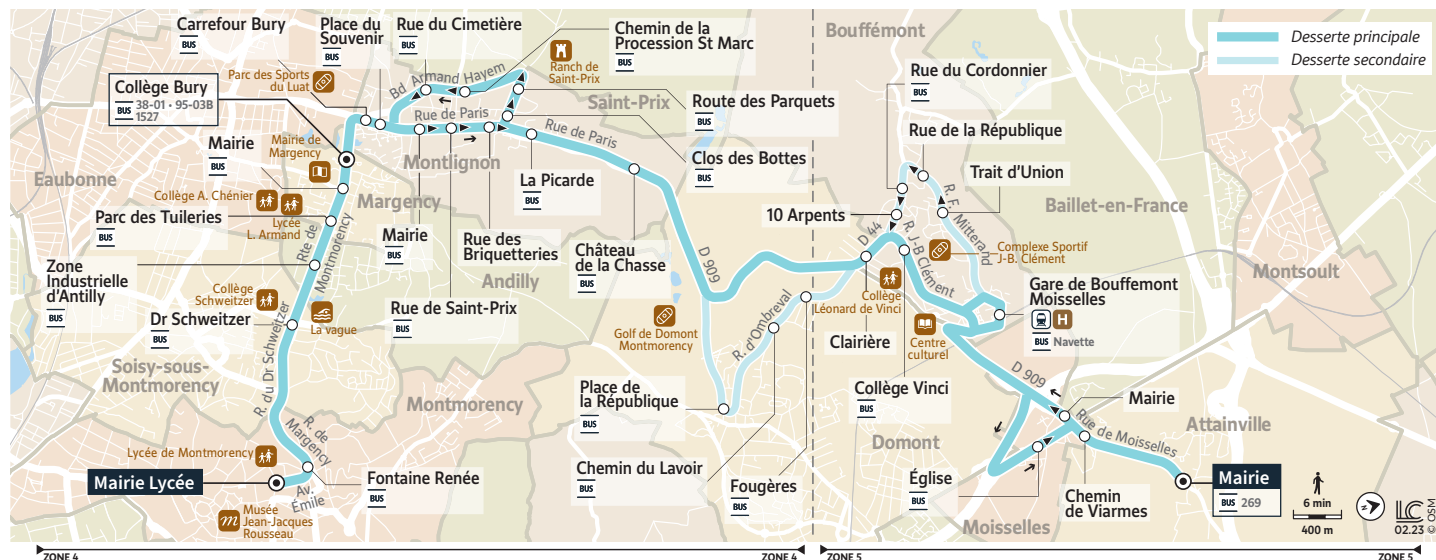 Carrefour Bury
BUS
Place du
Souvenir
BUS
Rue du Cimetière
BUS
Chemin de la
Procession St Marc
BUS
Bouffémont
Desserte principale
Desserte secondaire
Parc des Sports
du Luat
Ranch de
Saint-Prix
Collège Bury
BUS 38-01 • 95-03B
1527
Bd Armand Hayem
Saint-Prix
Rue du Cordonnier
BUS
Route des Parquets
BUS
Rue de Paris
Rue de Paris
Rue de la République
BUS
Mairie
BUS
Mairie de
Margency
Montlignon
Clos des Bottes
BUS
Trait d'Union
Eaubonne
Collège A. Chénier
Lycée
L. Armand
Margency
La Picarde
BUS
R. F. Mitterand
Baillet-en-France
Parc des Tuileries
BUS
Rte de
Montmorency
10 Arpents
Mairie
BUS
Rue des
Briquetteries
BUS
Château
de la Chasse
BUS
D 44
R. J-B Clément
Complexe Sportif
J-B. Clément
Zone
Industrielle
d'Antilly
BUS
D 909
Montsoult
Andilly
Collège
Schweitzer
Gare de Bouffemont
Moisselles
H
BUS Navette
Rue de Saint-Prix
BUS
Collège
Léonard de Vinci
Dr Schweitzer
BUS
La vague
Golf de Domont
Montmorency
R. d'Ombreval
Clairière
Centre
culturel
Soisy-sous-
Montmorency
R. du Dr Schweitzer
Place de
la République
BUS
Collège Vinci
BUS
D 909
Montmorency
Mairie
R. de
Margency
Rue de Moisselles
Attainville
Domont
Lycée de Montmorency
Mairie Lycée
Av.
Émile
Fontaine Renée
BUS
Chemin du Lavoir
BUS
Fougères
BUS
Église
BUS
Chemin
de Viarmes
Mairie
BUS 269
6 min
400 m
LC
02.23 © OSM
m
Musée
Jean-Jacques
Rousseau
Moisselles
ZONE 4
ZONE 4
ZONE 5
ZONE 5